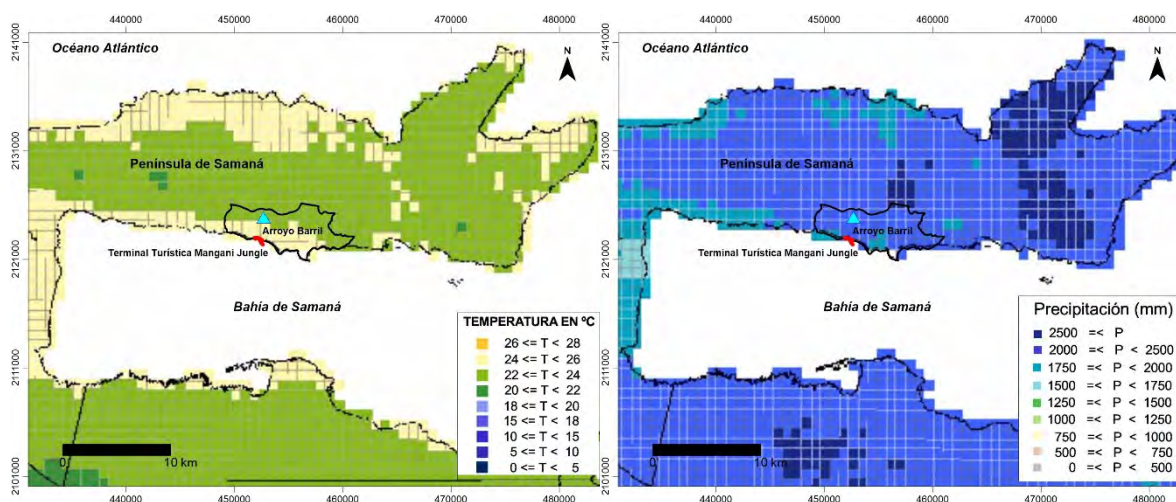 440000 450000 460000 470000 480000
440000 450000 460000 470000 480000
2141000
2131000
2121000
2111000
2101000
Océano Atlántico
N
Península de Samaná
Arroyo Barril
Terminal Turística Mangani Jungle
Bahía de Samaná
TEMPERATURA EN ºC
26 <= T < 28
24 <= T < 26
22 <= T < 24
20 <= T < 22
18 <= T < 20
15 <= T < 18
10 <= T < 15
5 <= T < 10
0 <= T < 5
0 10 km
440000 450000 460000 470000 480000
Océano Atlántico
N
Península de Samaná
Arroyo Barril
Terminal Turística Mangani Jungle
Bahía de Samaná
Precipitación (mm)
2500 =< P
2000 =< P < 2500
1750 =< P < 2000
1500 =< P < 1750
1250 =< P < 1500
1000 =< P < 1250
750 =< P < 1000
500 =< P < 750
0 =< P < 500
0 10 km
440000 450000 460000 470000 480000
2141000
2131000
2121000
2111000
2101000